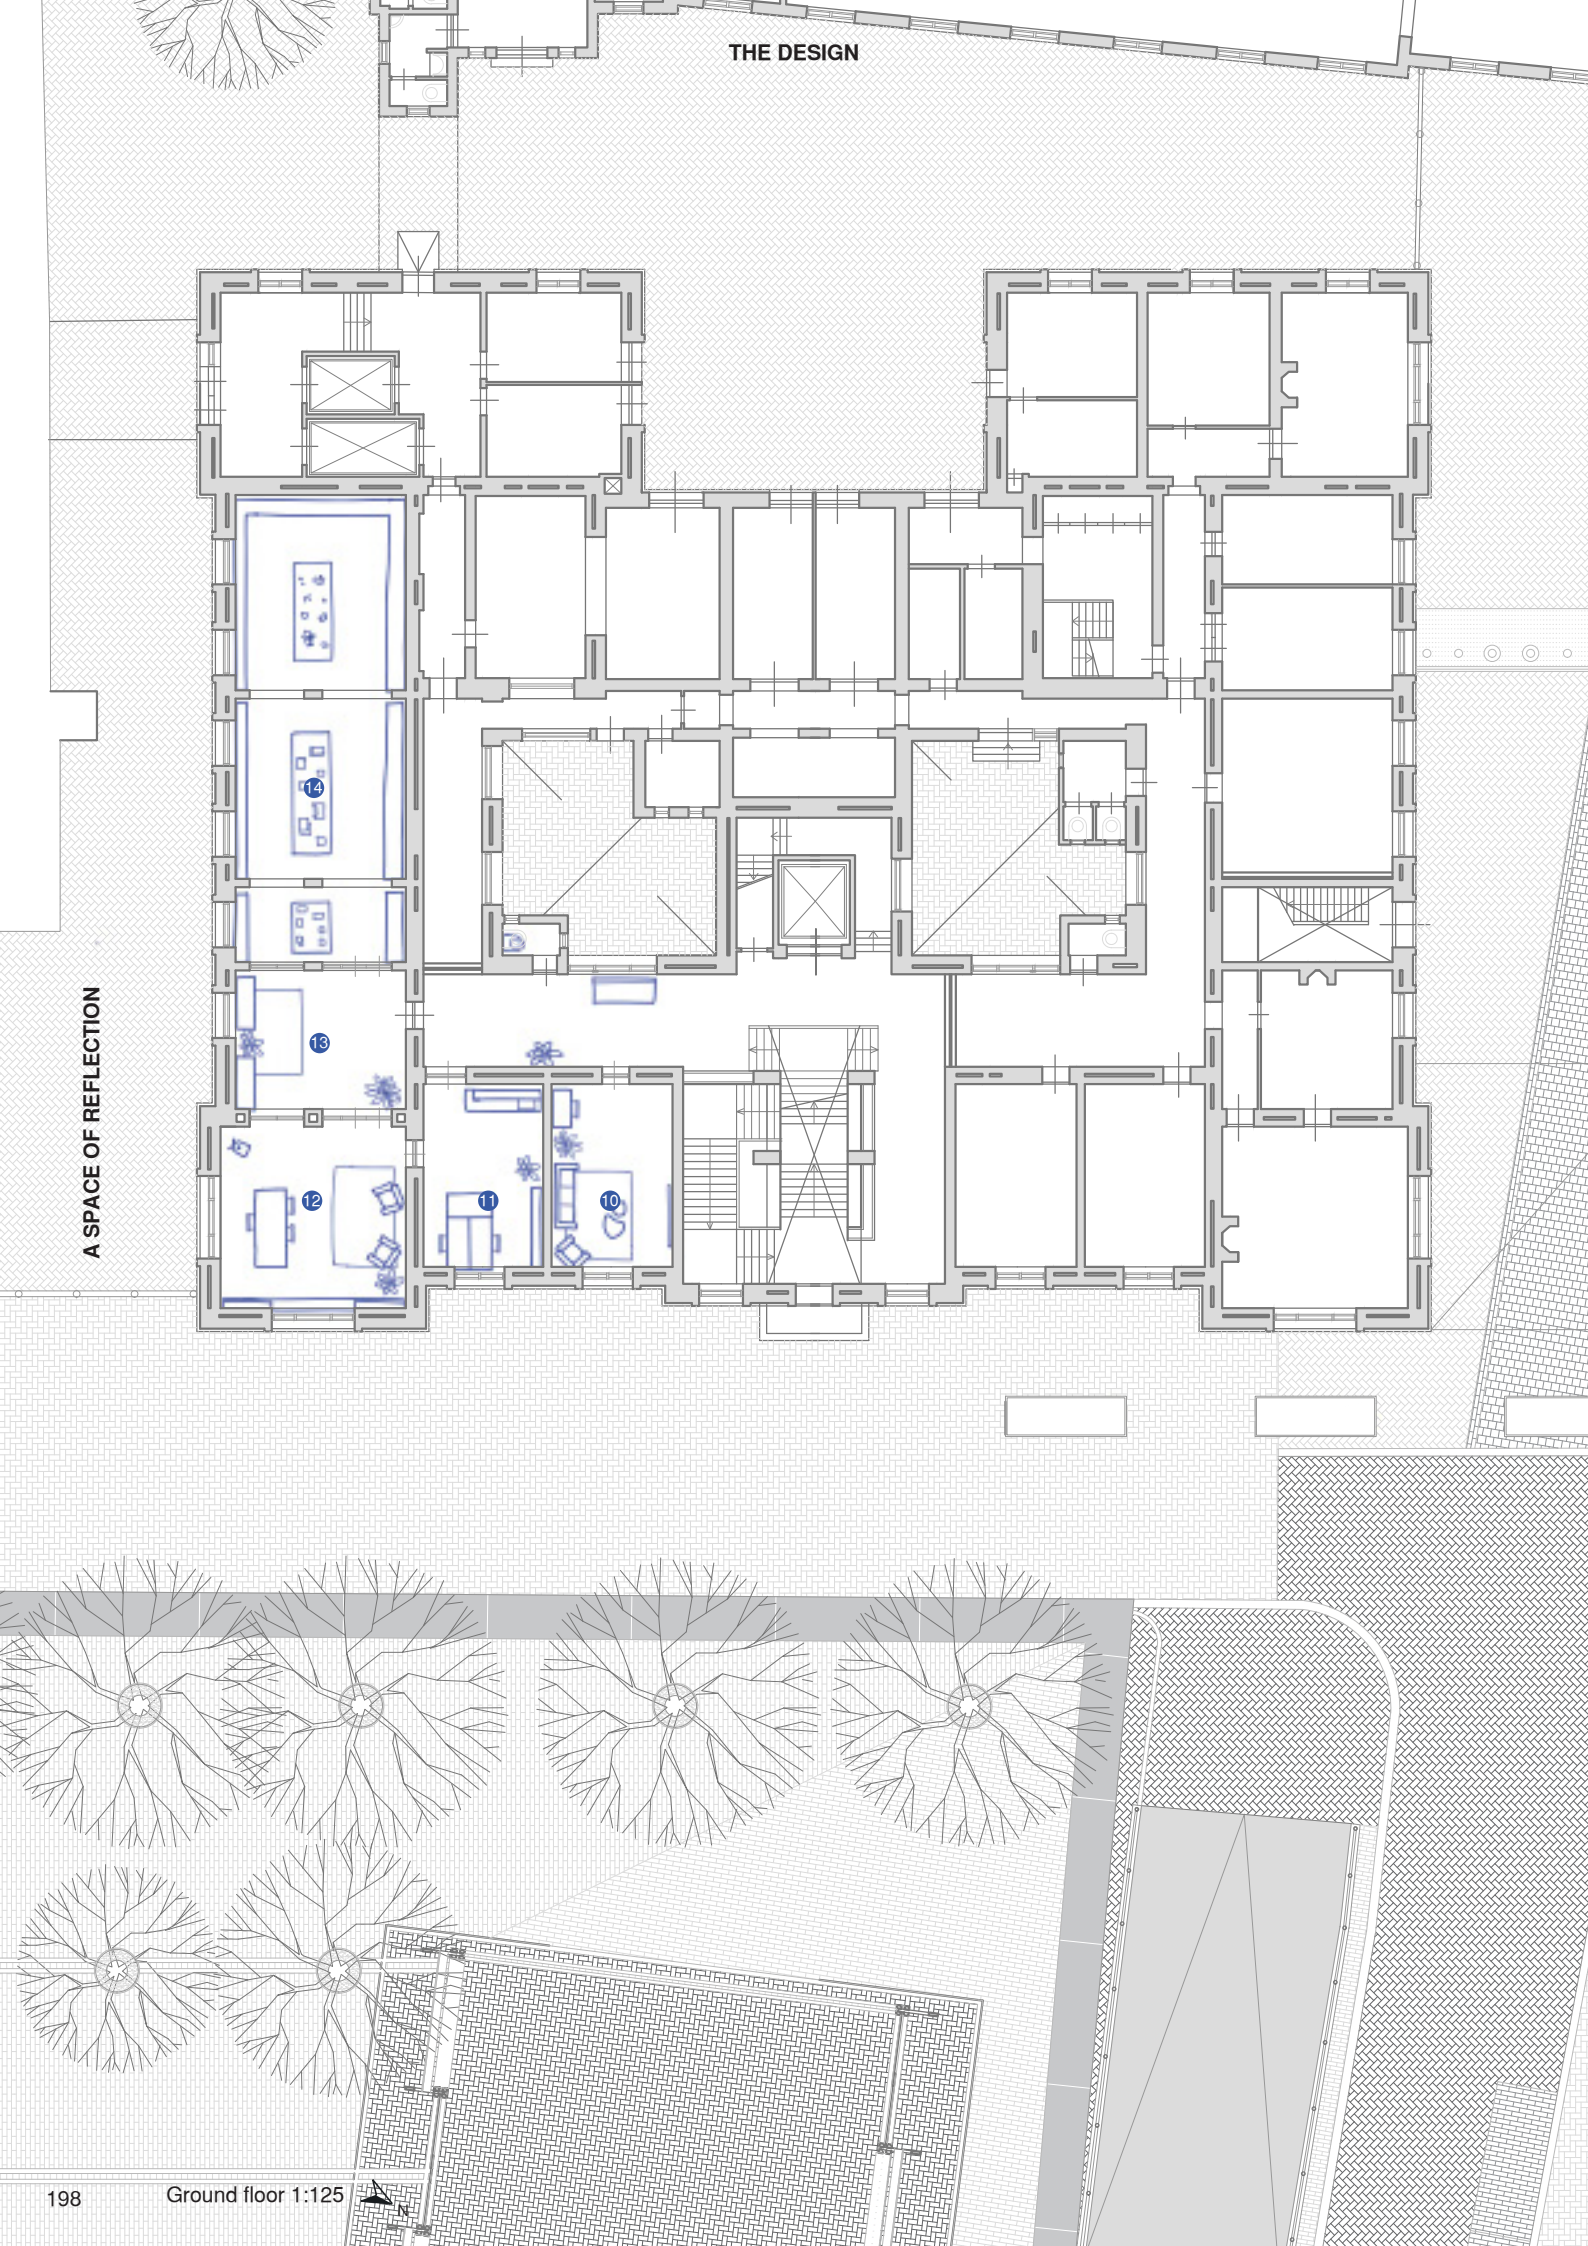 THE DESIGN
14
A SPACE OF REFLECTION
13
12
11
10
198
Ground floor 1:125
N